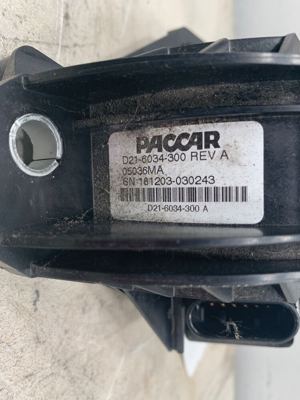 PACCAR
D21-6034-300 REV A
05036MA
SN 181203-030243
D21-6034-300 A